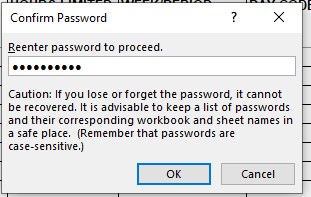 Confirm Password
Reenter password to proceed.
●●●●●●●●●●
Caution: If you lose or forget the password, it cannot
be recovered. It is advisable to keep a list of passwords
and their corresponding workbook and sheet names in
a safe place.  (Remember that passwords are
case-sensitive.)
OK Cancel